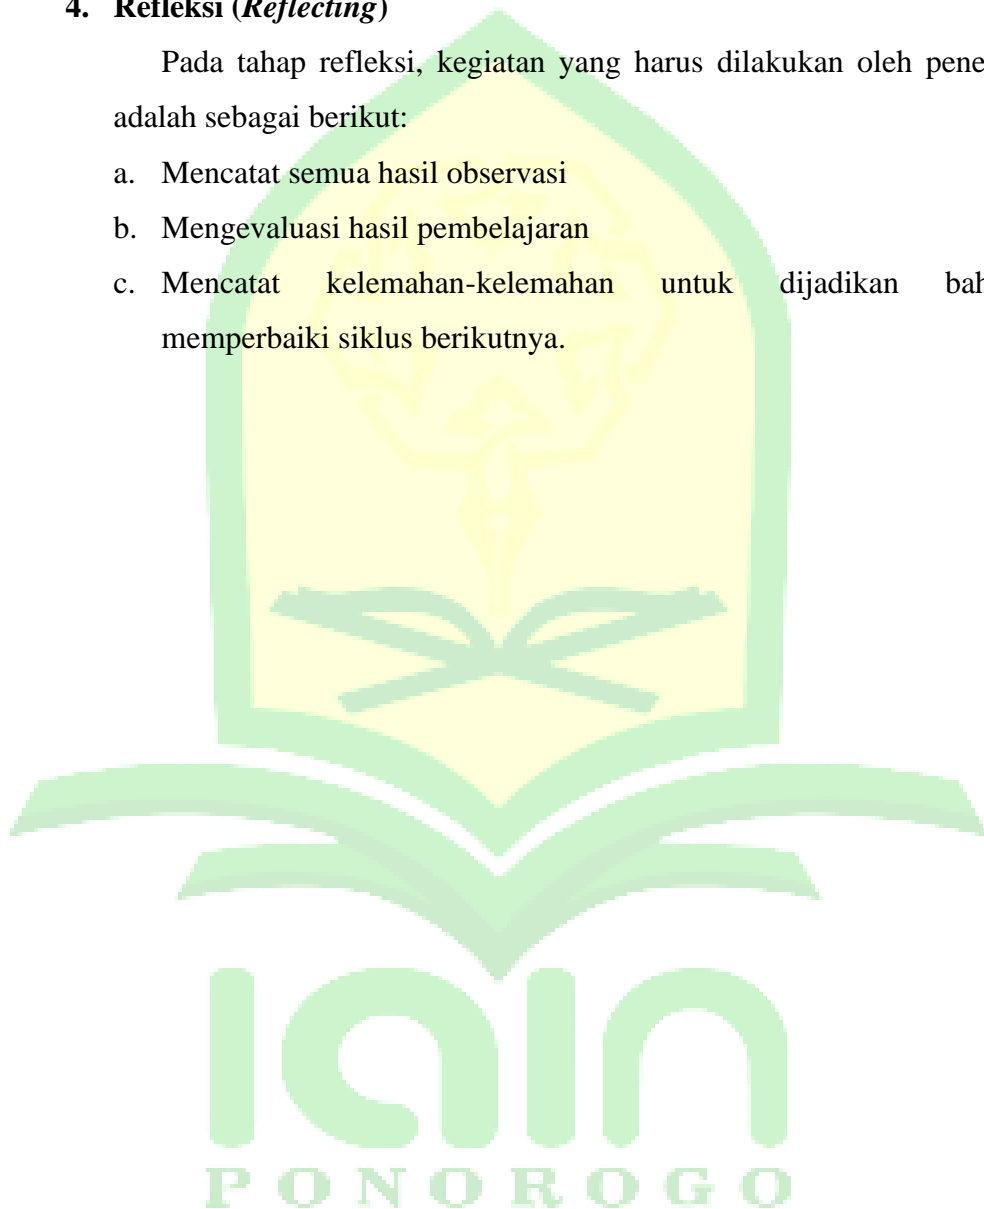 4. Refleksi (Reflecting)
Pada tahap refleksi, kegiatan yang harus dilakukan oleh pene
adalah sebagai berikut:
a. Mencatat semua hasil observasi
b. Mengevaluasi hasil pembelajaran
c. Mencatat kelemahan-kelemahan untuk dijadikan bah
memperbaiki siklus berikutnya.
iain
PONOROGO